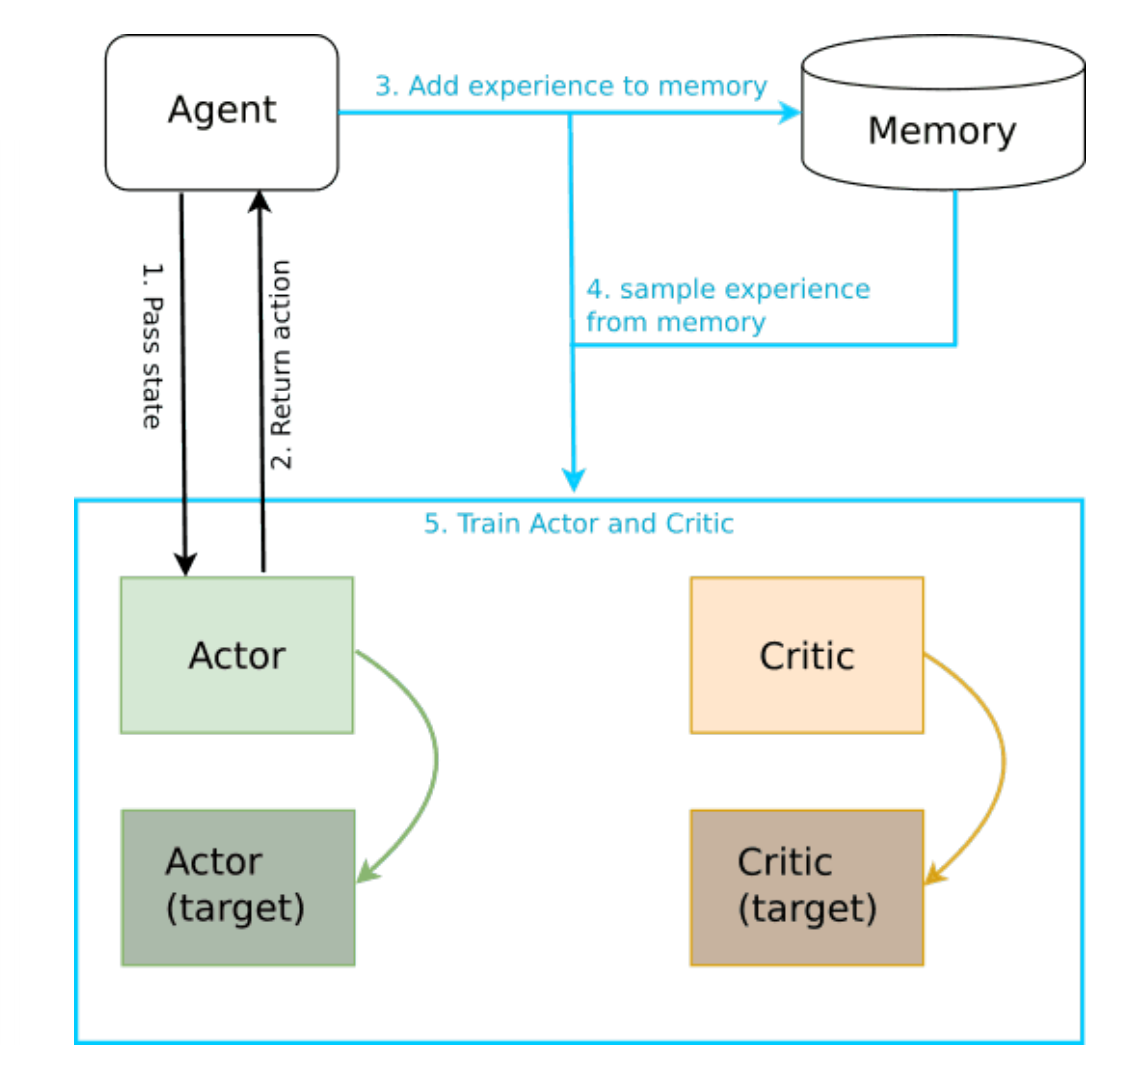 Agent
3. Add experience to memory
Memory
1. Pass state
2. Return action
4. sample experience
from memory
5. Train Actor and Critic
Actor
Critic
Actor
(target)
Critic
(target)